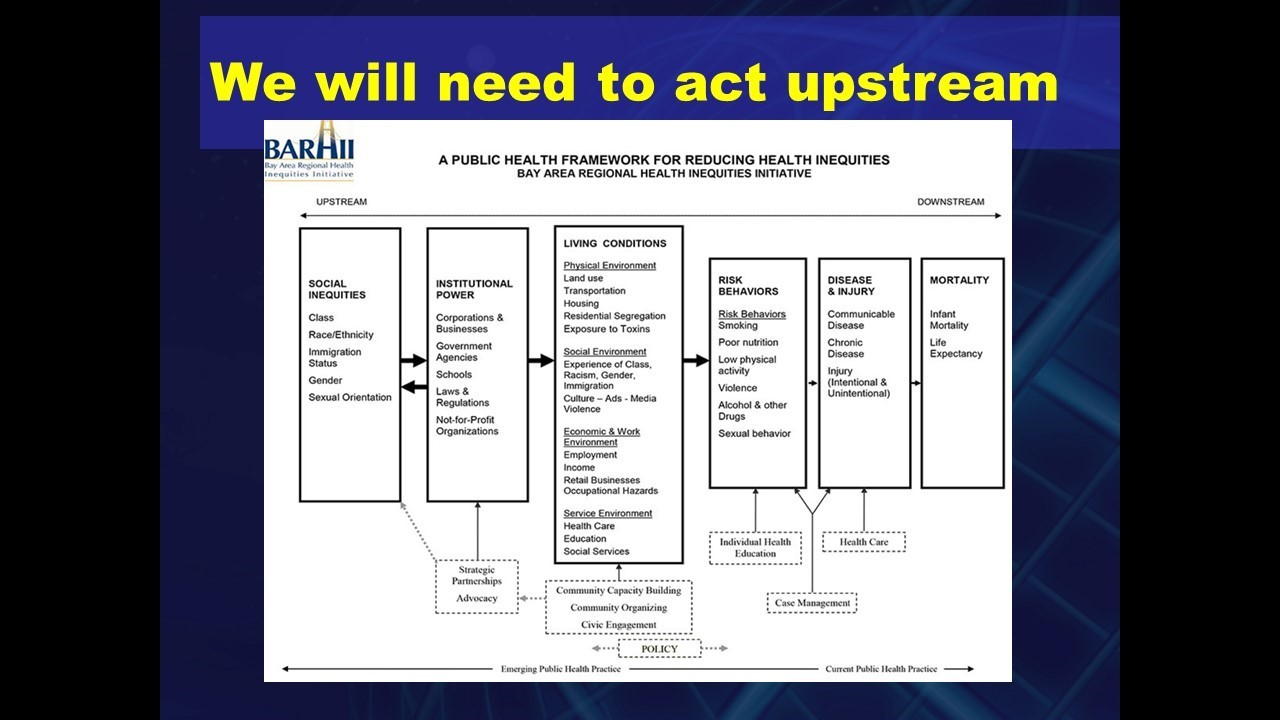 We will need to act upstream
BARHII
Bay Area Regional Health
Inequities Initiative
A PUBLIC HEALTH FRAMEWORK FOR REDUCING HEALTH INEQUITIES
BAY AREA REGIONAL HEALTH INEQUITIES INITIATIVE
UPSTREAM
DOWNSTREAM
SOCIAL
INEQUITIES
Class
Race/Ethnicity
Immigration
Status
Gender
Sexual Orientation
INSTITUTIONAL
POWER
Corporations &
Businesses
Government
Agencies
Schools
Laws &
Regulations
Not-for-Profit
Organizations
LIVING CONDITIONS
Physical Environment
Land use
Transportation
Housing
Residential Segregation
Exposure to Toxins
Social Environment
Experience of Class,
Racism, Gender,
Immigration
Culture – Ads - Media
Violence
Economic & Work
Environment
Employment
Income
Retail Businesses
Occupational Hazards
Service Environment
Health Care
Education
Social Services
RISK
BEHAVIORS
Risk Behaviors
Smoking
Poor nutrition
Low physical
activity
Violence
Alcohol & other
Drugs
Sexual behavior
DISEASE
& INJURY
Communicable
Disease
Chronic
Disease
Injury
(Intentional &
Unintentional)
MORTALITY
Infant
Mortality
Life
Expectancy
Strategic
Partnerships
Advocacy
Community Capacity Building
Community Organizing
Civic Engagement
Individual Health
Education
Health Care
Case Management
POLICY
Emerging Public Health Practice
Current Public Health Practice